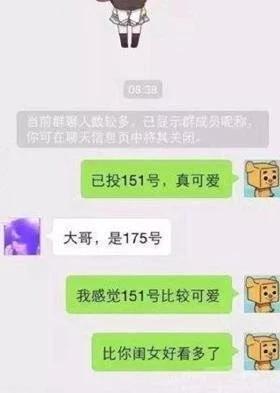 08:38
当前群聊人数较多，已显示群成员昵称，
你可在聊天信息页中将其关闭。
已投151号，真可爱
大哥，是175号
我感觉151号比较可爱
比你闺女好看多了